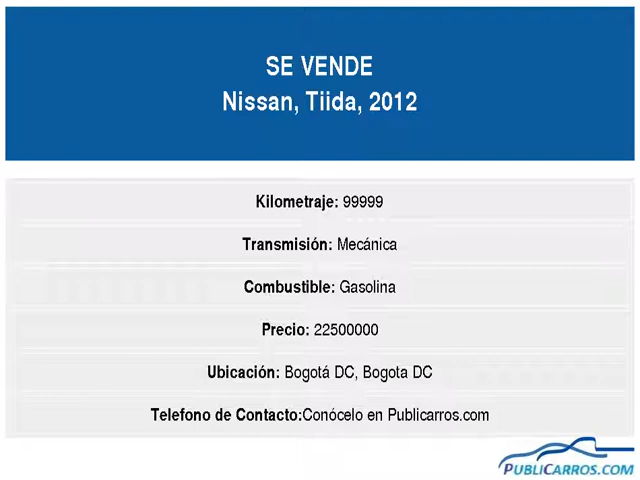 SE VENDE
Nissan, Tiida, 2012
Kilometraje: 99999
Transmisión: Mecánica
Combustible: Gasolina
Precio: 22500000
Ubicación: Bogotá DC, Bogota DC
Telefono de Contacto:Conócelo en Publicarros.com
PUBLICARROS.COM